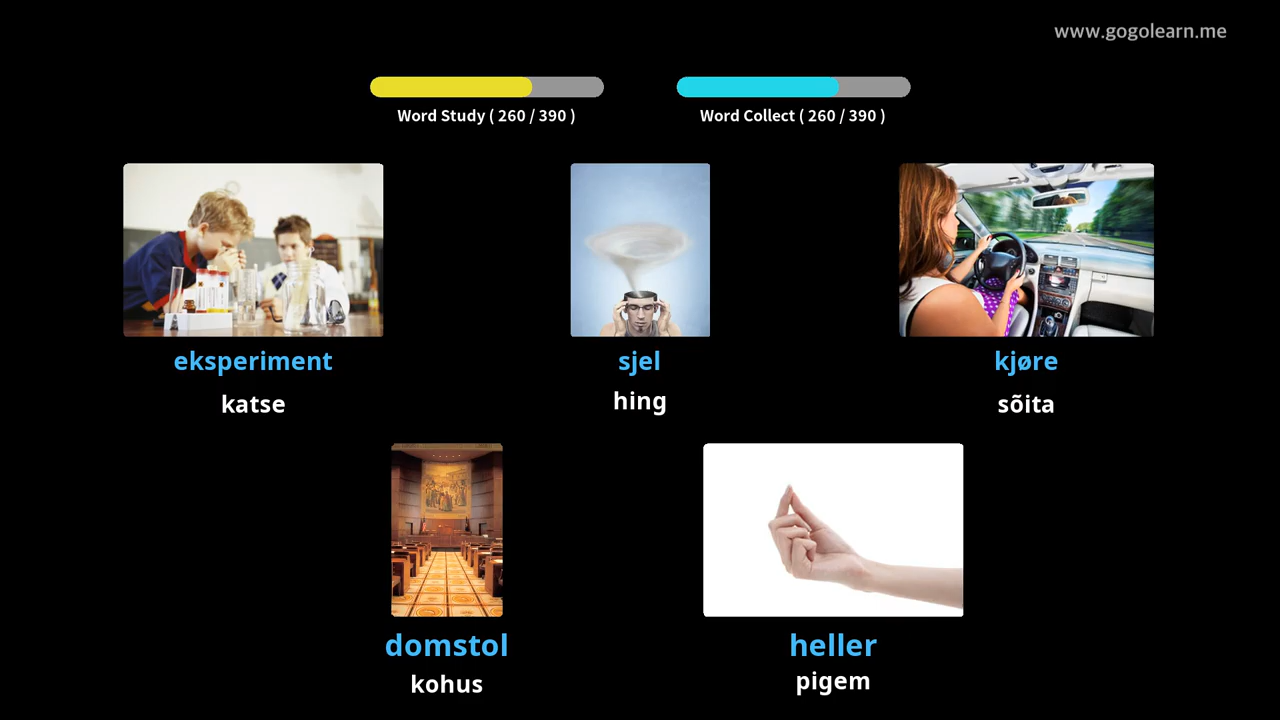 www.gogolearn.me
Word Study ( 260 / 390 )
Word Collect ( 260 / 390 )
eksperiment
katse
sjel
hing
kjøre
sõita
domstol
kohus
heller
pigem